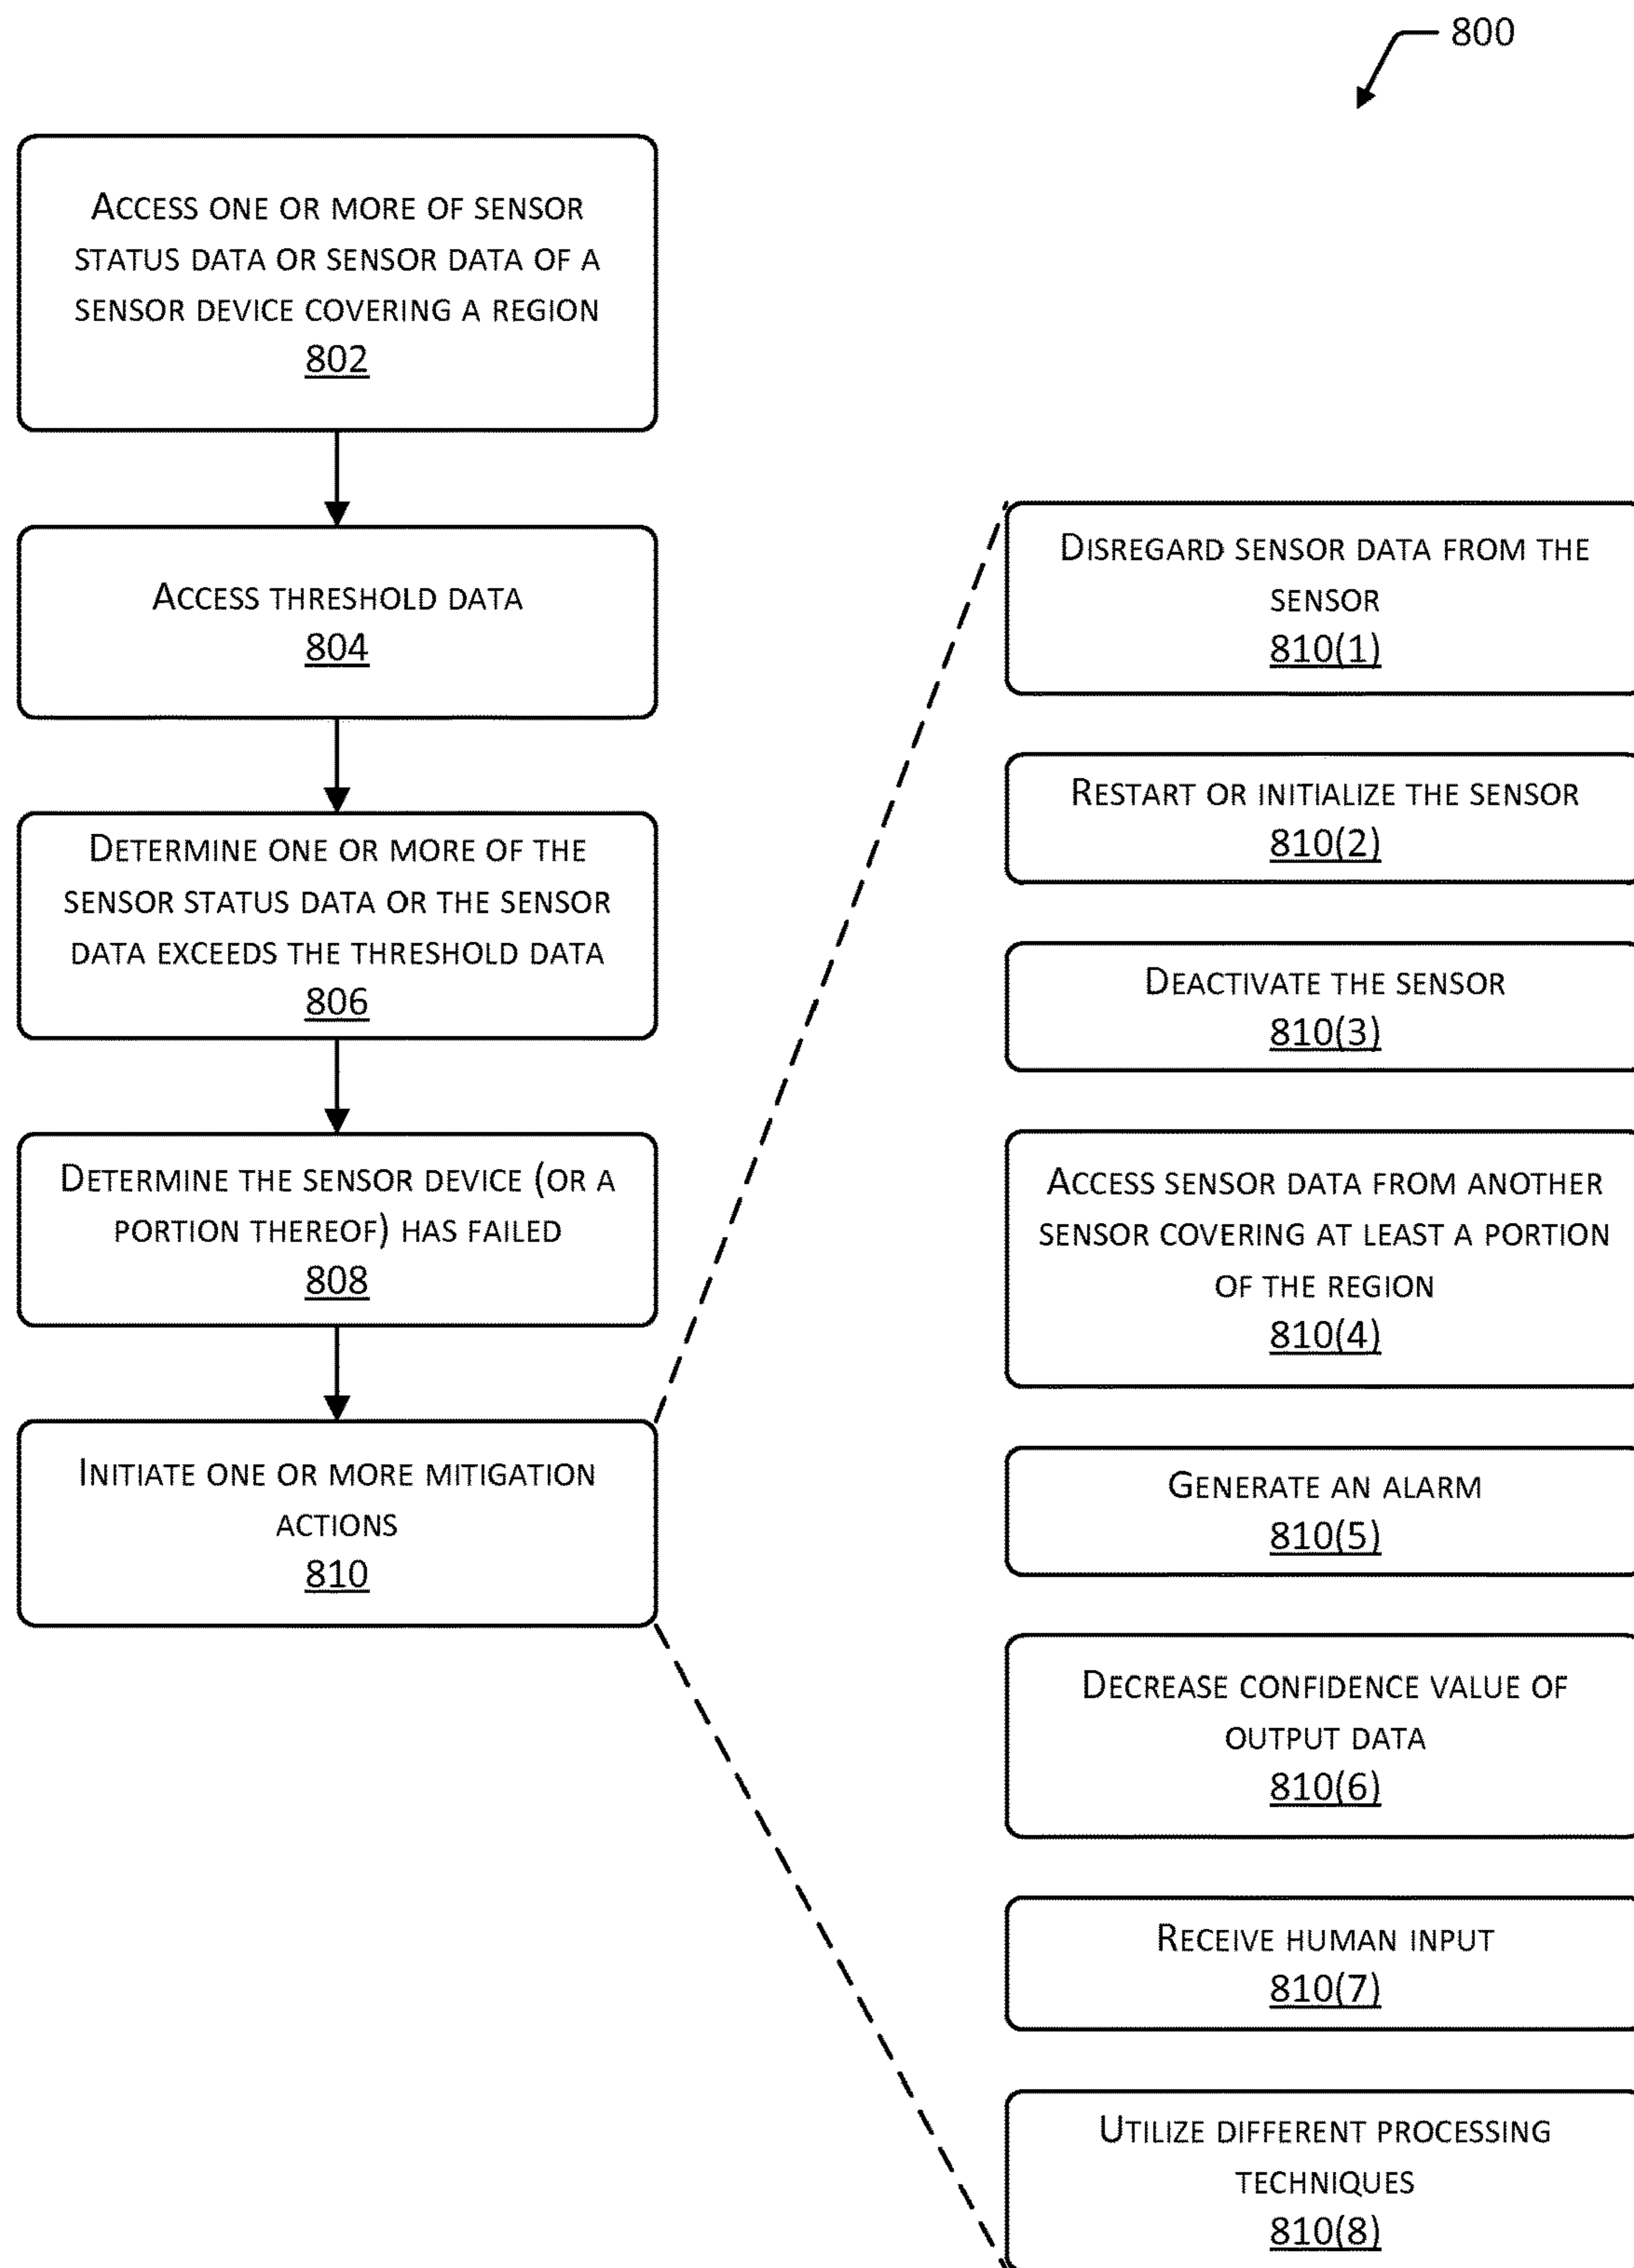 800
ACCESS ONE OR MORE OF SENSOR
STATUS DATA OR SENSOR DATA OF A
SENSOR DEVICE COVERING A REGION
802
ACCESS THRESHOLD DATA
804
DETERMINE ONE OR MORE OF THE
SENSOR STATUS DATA OR THE SENSOR
DATA EXCEEDS THE THRESHOLD DATA
806
DETERMINE THE SENSOR DEVICE (OR A
PORTION THEREOF) HAS FAILED
808
INITIATE ONE OR MORE MITIGATION
ACTIONS
810
DISREGARD SENSOR DATA FROM THE
SENSOR
810(1)
RESTART OR INITIALIZE THE SENSOR
810(2)
DEACTIVATE THE SENSOR
810(3)
ACCESS SENSOR DATA FROM ANOTHER
SENSOR COVERING AT LEAST A PORTION
OF THE REGION
810(4)
GENERATE AN ALARM
810(5)
DECREASE CONFIDENCE VALUE OF
OUTPUT DATA
810(6)
RECEIVE HUMAN INPUT
810(7)
UTILIZE DIFFERENT PROCESSING
TECHNIQUES
810(8)